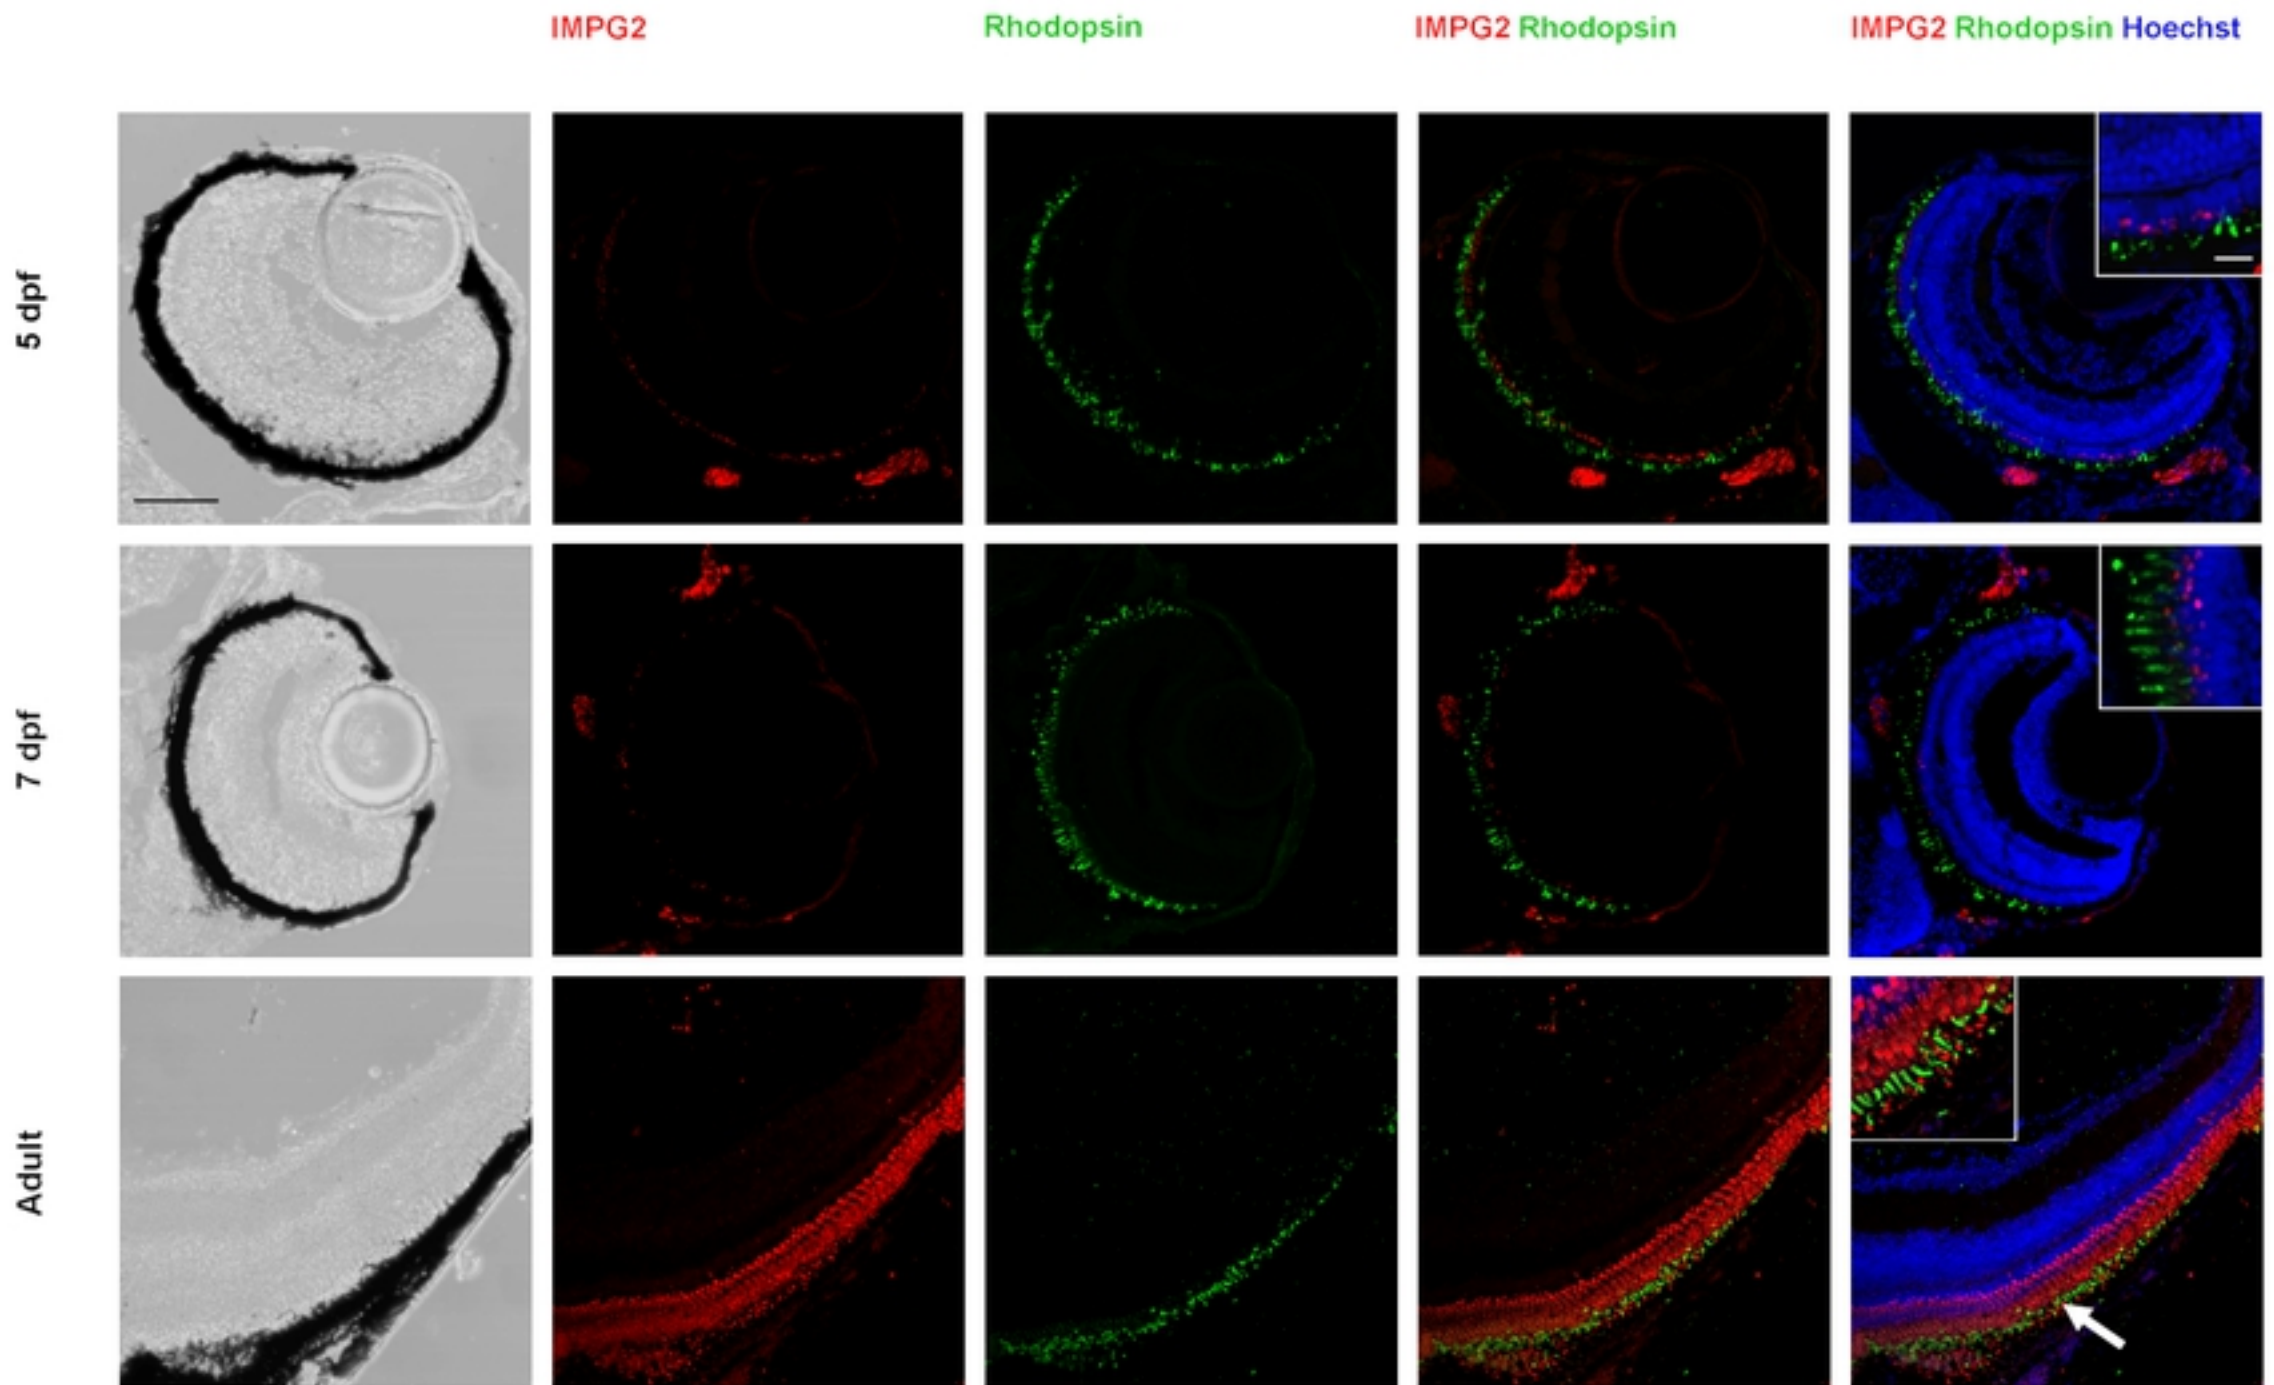 IMPG2
Rhodopsin
IMPG2 Rhodopsin
IMPG2 Rhodopsin Hoechst
5 dpf
7 dpf
Adult